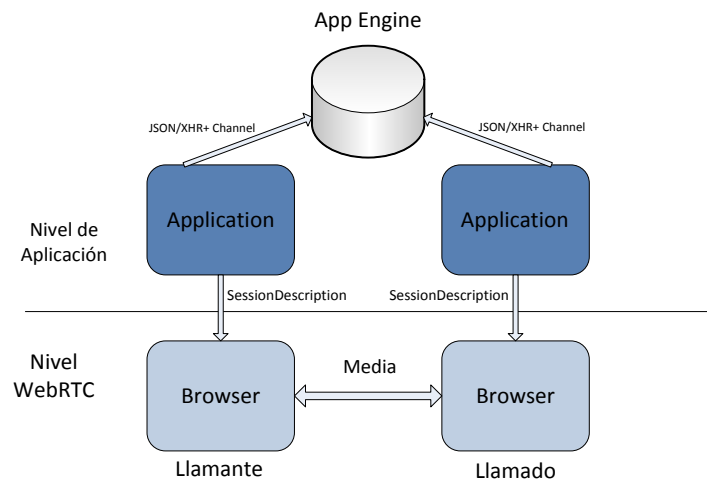 App Engine
JSON/XHR+ Channel
JSON/XHR+ Channel
Application
Application
Nivel de
Aplicación
SessionDescription
SessionDescription
Nivel
WebRTC
Media
Browser
Browser
Llamante
Llamado